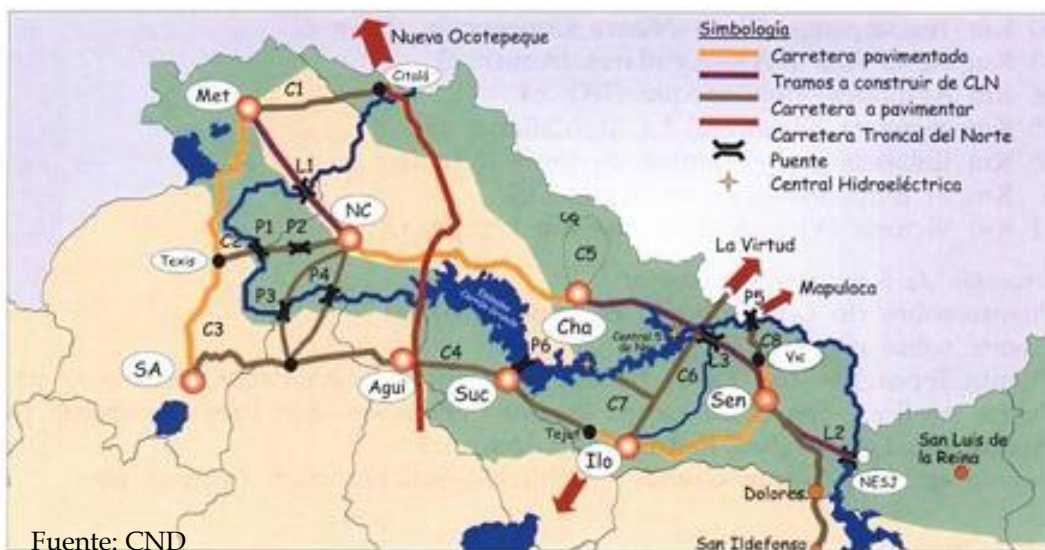 Nueva Ocotepeque
Simbología
Carretera pavimentada
Tramos a construir de CLN
Carretera a pavimentar
Carretera Troncal del Norte
Puente
Central Hidroeléctrica
Citalá
Met
C1
L1
NC
P1
P2
C2
Texis
P4
P3
C5
La Virtud
Mapulaca
P5
Cha
C3
SA
Agui
C4
P6
Suc
L3
C8
Vic
C6
C7
Sen
Tejut
Ilo
L2
NESJ
San Luis de
la Reina
Dolores
San Ildefonso
Fuente: CND